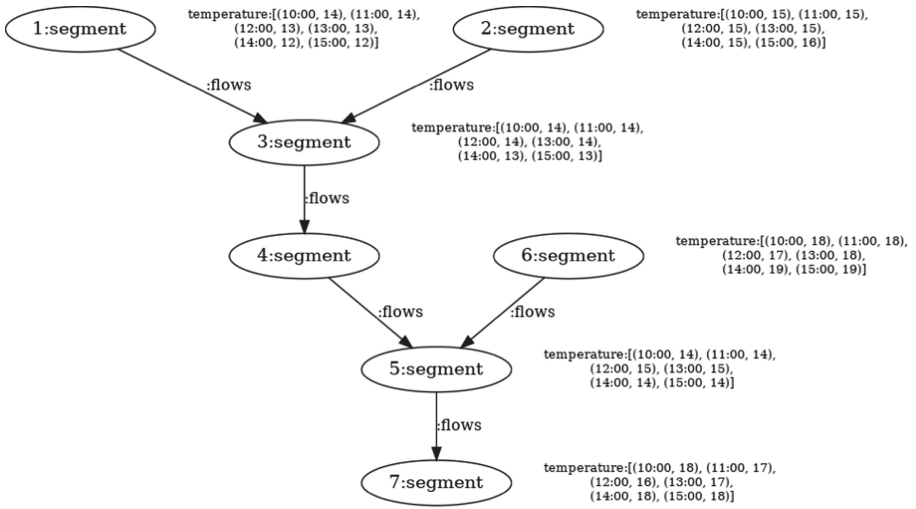 1:segment
temperature:[(10:00, 14), (11:00, 14),
(12:00, 13), (13:00, 13),
(14:00, 12), (15:00, 12)]
2:segment
temperature:[(10:00, 15), (11:00, 15),
(12:00, 15), (13:00, 15),
(14:00, 15), (15:00, 16)]
:flows
:flows
3:segment
temperature:[(10:00, 14), (11:00, 14),
(12:00, 14), (13:00, 14),
(14:00, 13), (15:00, 13)]
:flows
4:segment
6:segment
temperature:[(10:00, 18), (11:00, 18),
(12:00, 17), (13:00, 18),
(14:00, 19), (15:00, 19)]
:flows
:flows
5:segment
temperature:[(10:00, 14), (11:00, 14),
(12:00, 15), (13:00, 15),
(14:00, 14), (15:00, 14)]
:flows
7:segment
temperature:[(10:00, 18), (11:00, 17),
(12:00, 16), (13:00, 17),
(14:00, 18), (15:00, 18)]